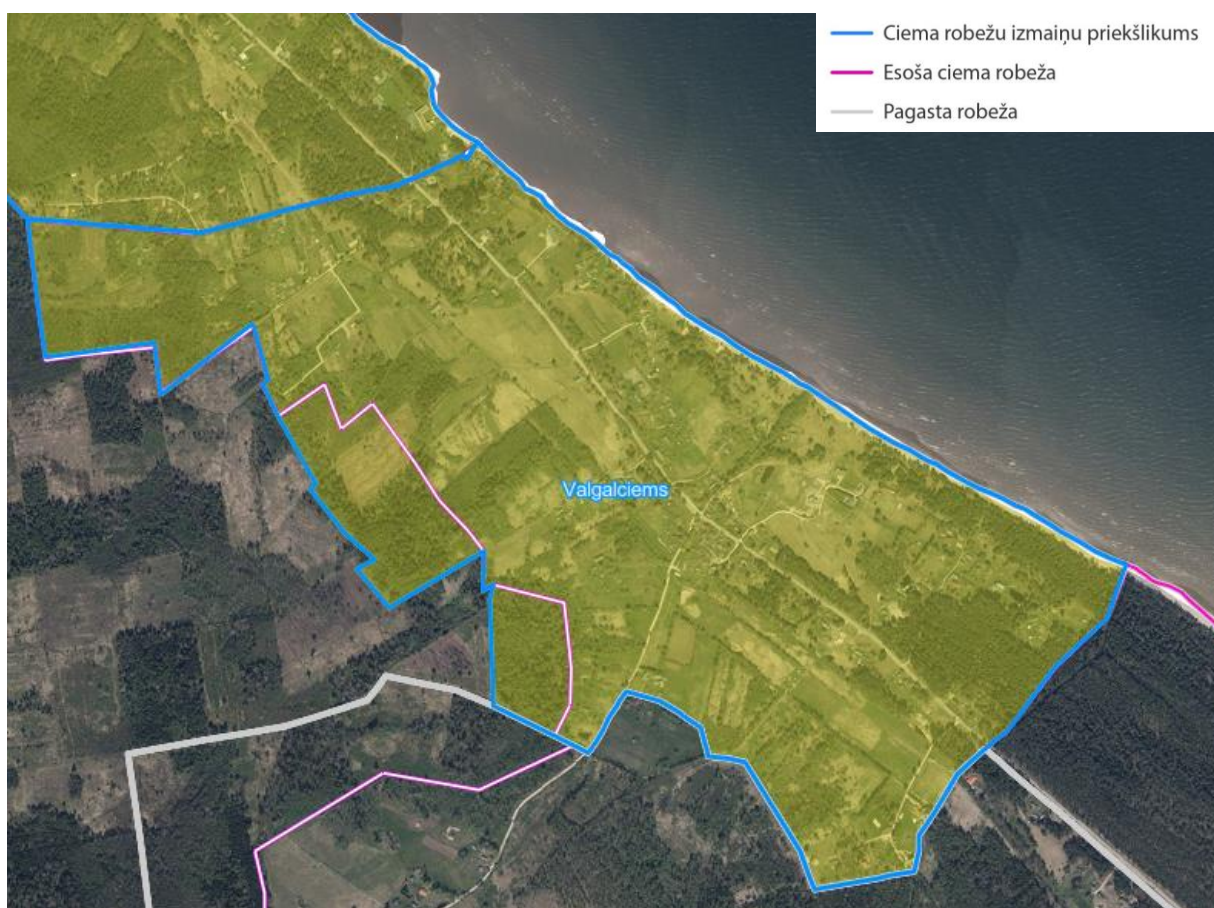 Ciema robežu izmaiņu priekšlikums
Esoša ciema robeža
Pagasta robeža
Valgalciems